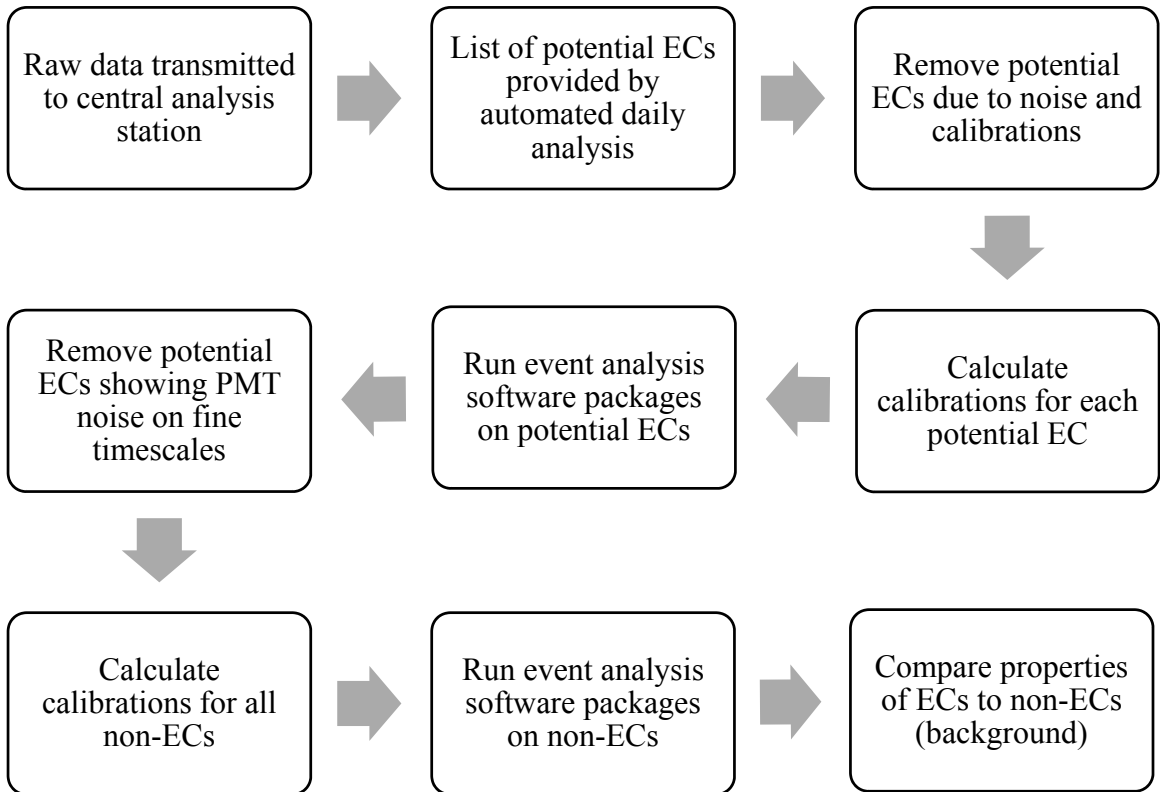 Raw data transmitted
to central analysis
station
List of potential ECs
provided by
automated daily
analysis
Remove potential
ECs due to noise and
calibrations
Calculate
calibrations for each
potential EC
Run event analysis
software packages
on potential ECs
Remove potential
ECs showing PMT
noise on fine
timescales
Calculate
calibrations for all
non-ECs
Run event analysis
software packages
on non-ECs
Compare properties
of ECs to non-ECs
(background)